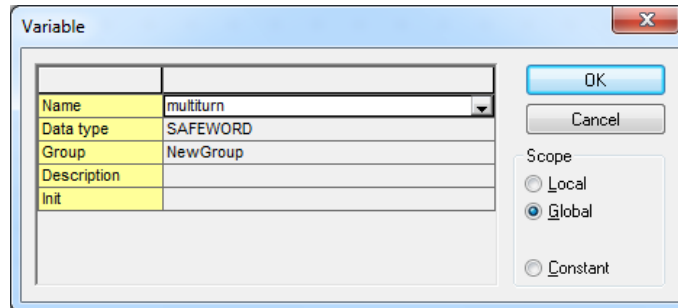 Variable
Name multiturn
Data type SAFEWORD
Group NewGroup
Description
Init
OK
Cancel
Scope
Local
Global
Constant